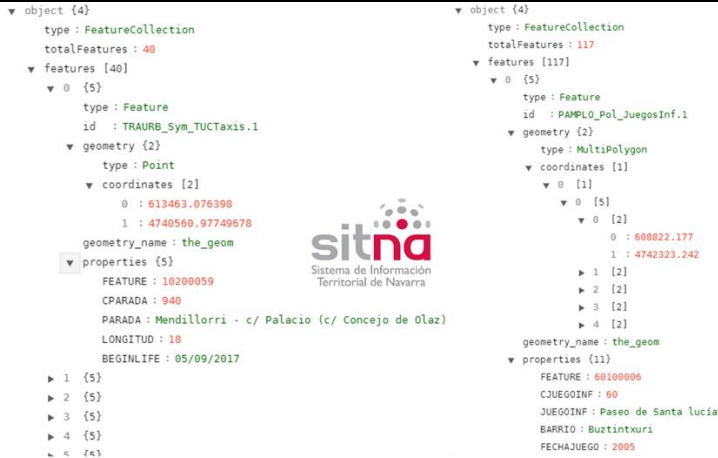 object {4}
type : FeatureCollection
totalFeatures : 40
features [40]
0 {5}
type : Feature
id : TRAURB_Sym_TUCTaxis.1
geometry {2}
type : Point
coordinates [2]
0 : 613463.076398
1 : 4740560.97749678
geometry_name : the_geom
properties {5}
FEATURE : 10200059
CPARADA : 940
PARADA : Mendillorri - c/ Palacio (c/ Concejo de Olaz)
LONGITUD : 18
BEGINLIFE : 05/09/2017
1 {5}
2 {5}
3 {5}
4 {5}
5 {5}
sitna
Sistema de Información
Territorial de Navarra
object {4}
type : FeatureCollection
totalFeatures : 117
features [117]
0 {5}
type : Feature
id : PAMPLO_Pol_JuegosInf.1
geometry {2}
type : MultiPolygon
coordinates [1]
0 [1]
0 [5]
0 [2]
0 : 608822.177
1 : 4742323.242
1 [2]
2 [2]
3 [2]
4 [2]
geometry_name : the_geom
properties {11}
FEATURE : 60100006
CJUEGOINF : 60
JUEGOINF : Paseo de Santa lucía
BARRIO : Buztintxuri
FECHAJUEGO : 2005